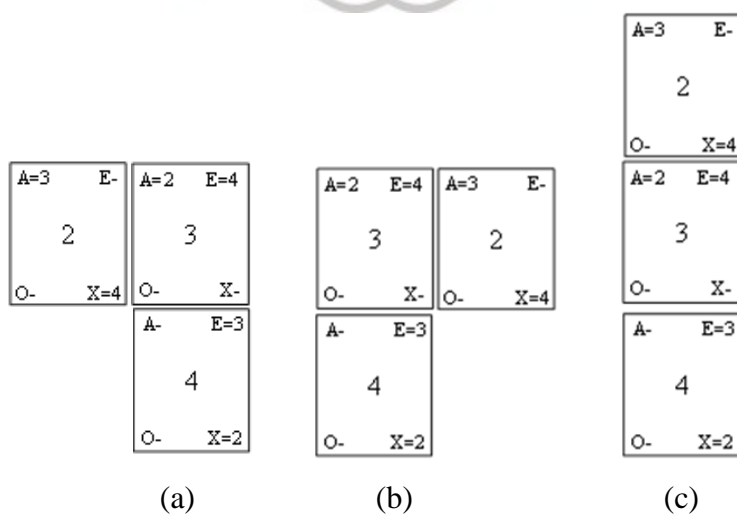 A=3 E-
2
O- X=4
A=2 E=4
3
O- X-
A- E=3
4
O- X=2
(a)
A=2 E=4
3
O- X-
A=3 E-
2
O- X=4
A- E=3
4
O- X=2
(b)
A=3 E-
2
O- X=4
A=2 E=4
3
O- X-
A- E=3
4
O- X=2
(c)